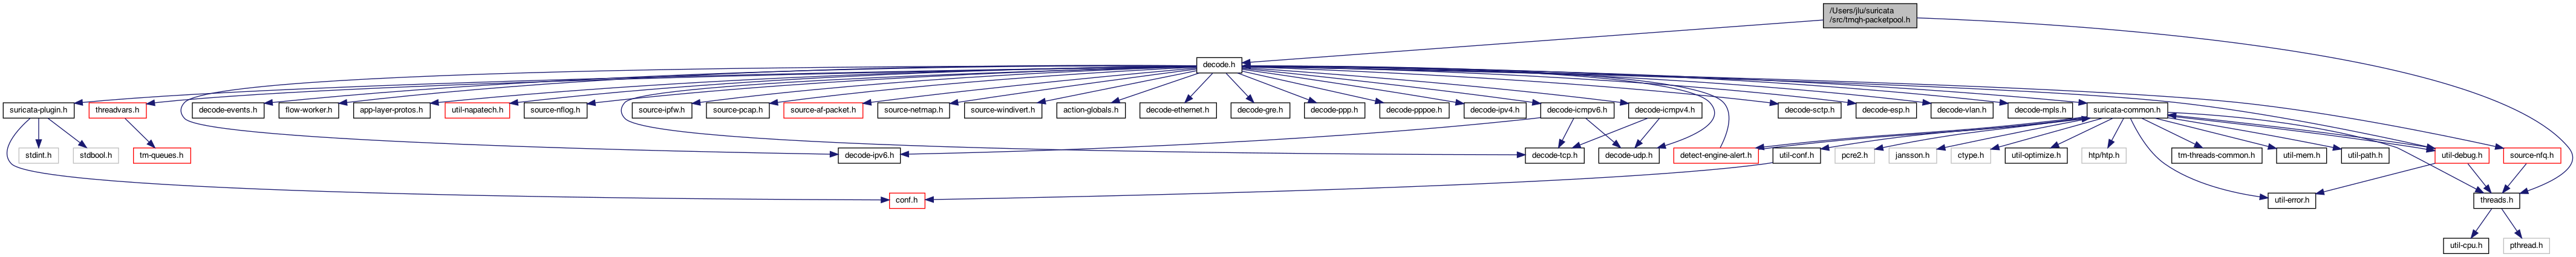 /Users/jlu/suricata
/src/tmqh-packetpool.h
decode.h
suricata-plugin.h
threadvars.h
decode-events.h
flow-worker.h
app-layer-protos.h
util-napatech.h
source-nflog.h
source-ipfw.h
source-pcap.h
source-af-packet.h
source-netmap.h
source-windivert.h
action-globals.h
decode-ethernet.h
decode-gre.h
decode-ppp.h
decode-pppoe.h
decode-ipv4.h
decode-icmpv6.h
decode-icmpv4.h
decode-sctp.h
decode-esp.h
decode-vlan.h
decode-mpls.h
suricata-common.h
stdint.h
stdbool.h
tm-queues.h
decode-ipv6.h
decode-tcp.h
decode-udp.h
detect-engine-alert.h
util-conf.h
pcre2.h
jansson.h
ctype.h
util-optimize.h
htp/htp.h
tm-threads-common.h
util-mem.h
util-path.h
util-debug.h
source-nfq.h
conf.h
util-error.h
threads.h
util-cpu.h
pthread.h